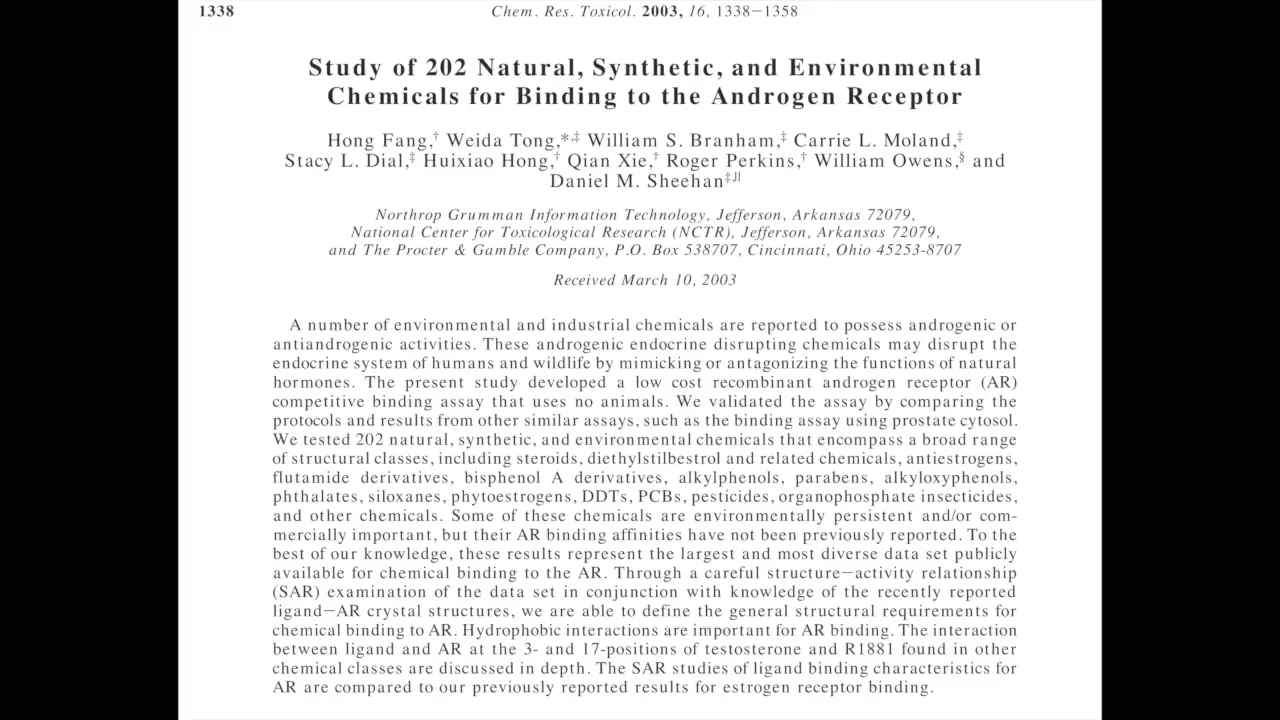 1338
Chem. Res. Toxicol. 2003, 16, 1338−1358
Study of 202 Natural, Synthetic, and Environmental
Chemicals for Binding to the Androgen Receptor
Hong Fang,† Weida Tong,*,‡ William S. Branham,‡ Carrie L. Moland,‡
Stacy L. Dial,‡ Huixiao Hong,† Qian Xie,† Roger Perkins,† William Owens,§ and
Daniel M. Sheehan‡,||
Northrop Grumman Information Technology, Jefferson, Arkansas 72079,
National Center for Toxicological Research (NCTR), Jefferson, Arkansas 72079,
and The Procter & Gamble Company, P.O. Box 538707, Cincinnati, Ohio 45253-8707
Received March 10, 2003
A number of environmental and industrial chemicals are reported to possess androgenic or
antiandrogenic activities. These androgenic endocrine disrupting chemicals may disrupt the
endocrine system of humans and wildlife by mimicking or antagonizing the functions of natural
hormones. The present study developed a low cost recombinant androgen receptor (AR)
competitive binding assay that uses no animals. We validated the assay by comparing the
protocols and results from other similar assays, such as the binding assay using prostate cytosol.
We tested 202 natural, synthetic, and environmental chemicals that encompass a broad range
of structural classes, including steroids, diethylstilbestrol and related chemicals, antiestrogens,
flutamide derivatives, bisphenol A derivatives, alkylphenols, parabens, alkyloxyphenols,
phthalates, siloxanes, phytoestrogens, DDTs, PCBs, pesticides, organophosphate insecticides,
and other chemicals. Some of these chemicals are environmentally persistent and/or com-
mercially important, but their AR binding affinities have not been previously reported. To the
best of our knowledge, these results represent the largest and most diverse data set publicly
available for chemical binding to the AR. Through a careful structure−activity relationship
(SAR) examination of the data set in conjunction with knowledge of the recently reported
ligand−AR crystal structures, we are able to define the general structural requirements for
chemical binding to AR. Hydrophobic interactions are important for AR binding. The interaction
between ligand and AR at the 3- and 17-positions of testosterone and R1881 found in other
chemical classes are discussed in depth. The SAR studies of ligand binding characteristics for
AR are compared to our previously reported results for estrogen receptor binding.